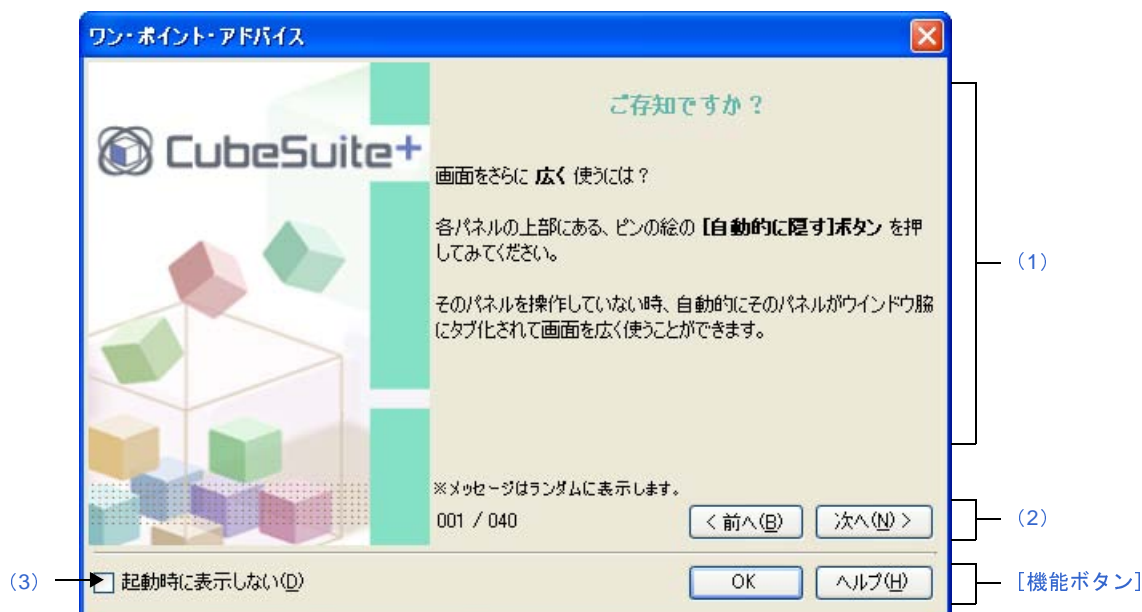 ワン・ポイント・アドバイス
CubeSuite+
ご存知ですか？
画面をさらに 広く 使うには？
各パネルの上部にある、ピンの絵の [自動的に隠す]ボタン を押
してみてください。
そのパネルを操作していない時、自動的にそのパネルがウインドウ脇
にタブ化されて画面を広く使うことができます。
(1)
※メッセージはランダムに表示します。
001 / 040
< 前へ(B)
次へ(N) >
(2)
(3)
起動時に表示しない(D)
OK
ヘルプ(H)
[機能ボタン]